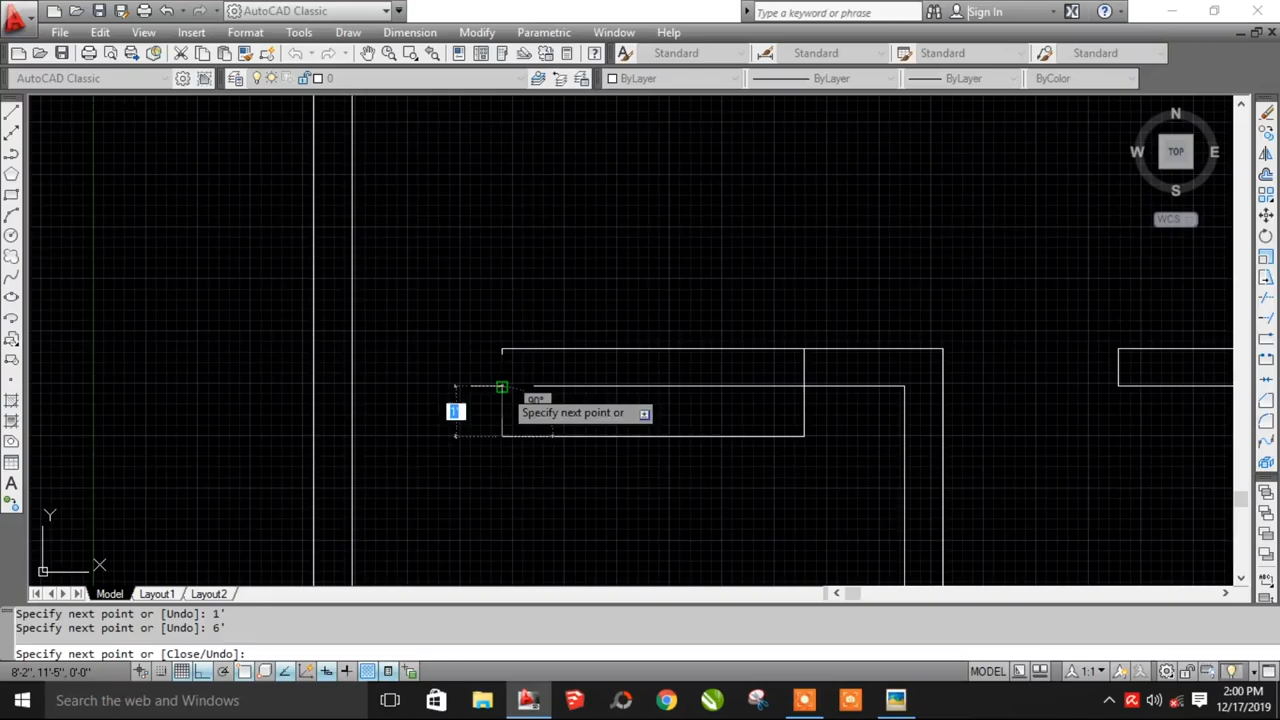 AutoCAD Classic
Type a keyword or phrase
Sign In
File Edit View Insert Format Tools Draw Dimension Modify Parametric Window Help
Standard Standard Standard Standard
AutoCAD Classic
0
ByLayer ByLayer ByLayer ByColor
N
W TOP E
S
WCS
90°
1'
Specify next point or
Y
X
Model Layout1 Layout2
Specify next point or [Undo]: 1'
Specify next point or [Undo]: 6'
Specify next point or [Close/Undo]:
8'-2", 11'-5", 0'-0"
MODEL
1:1
Search the web and Windows
2:00 PM
12/17/2019